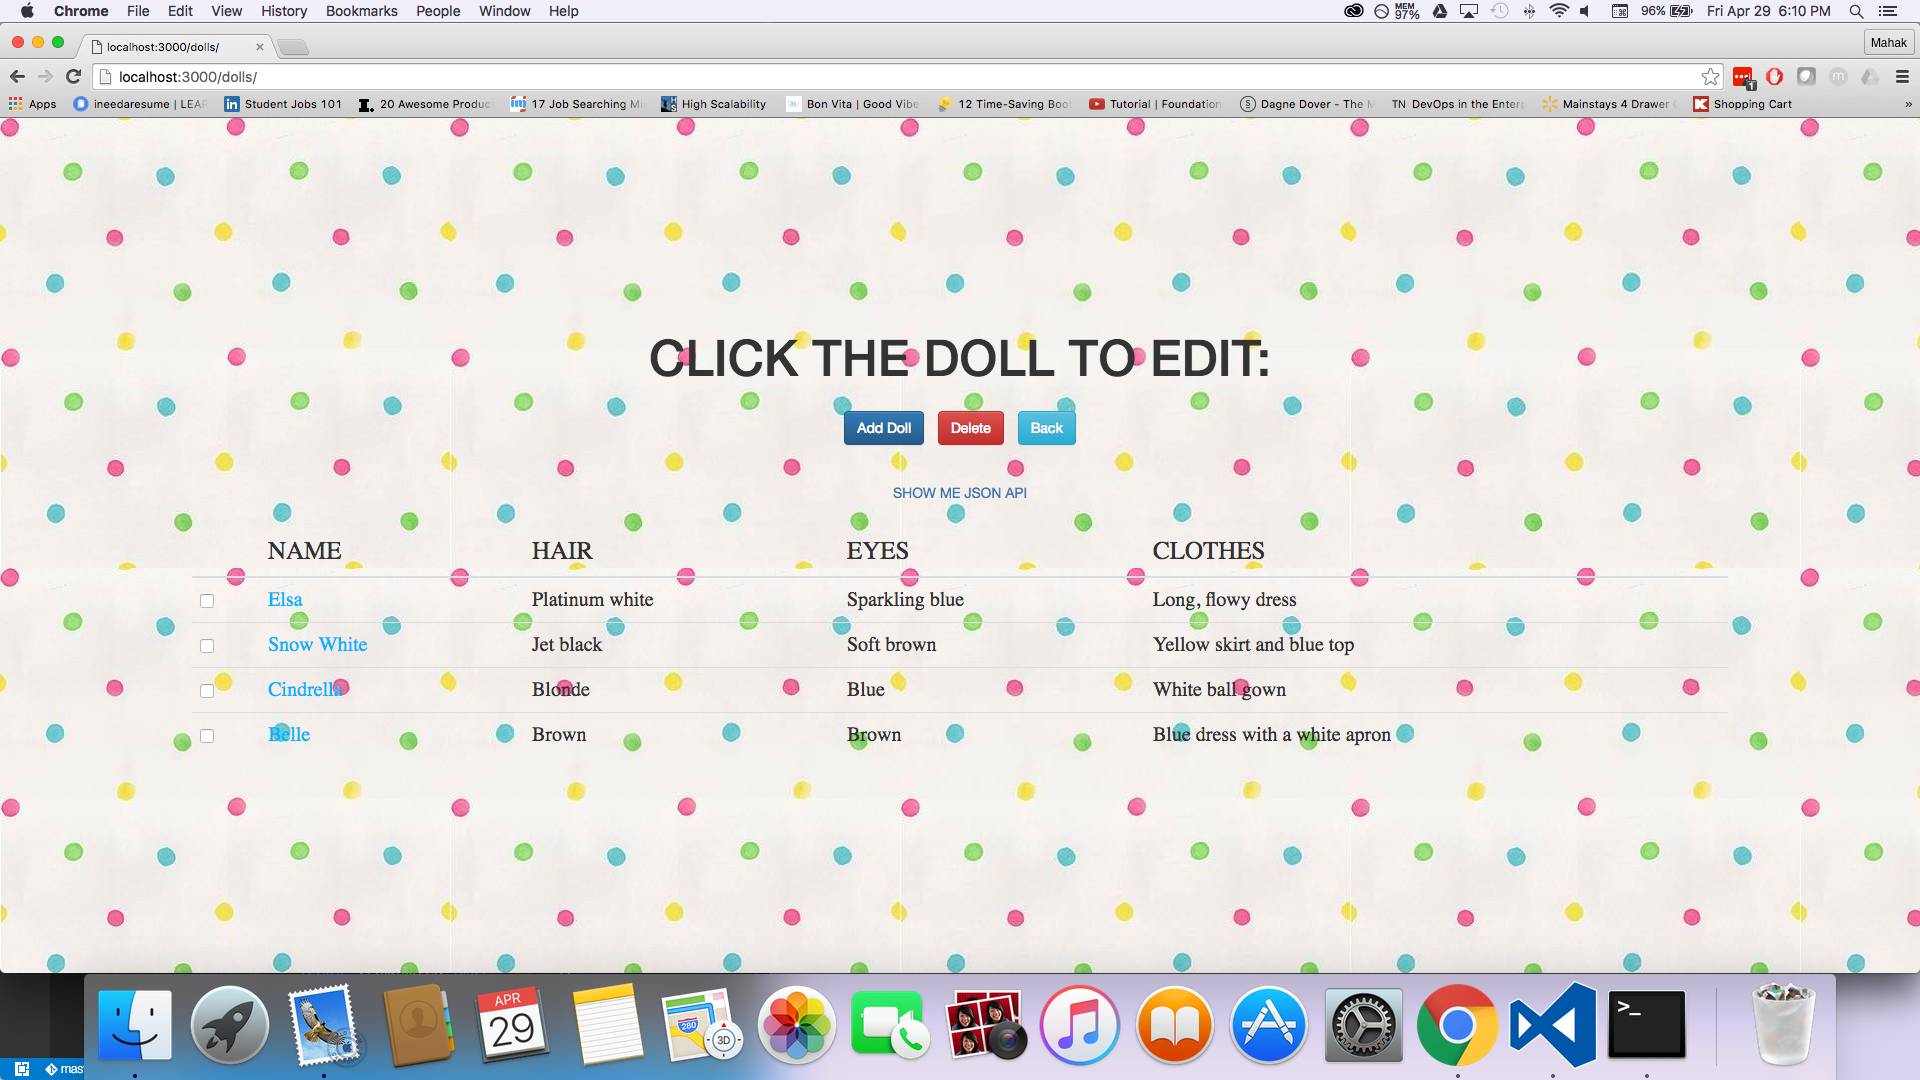 Chrome File Edit View History Bookmarks People Window Help MEM 97% 96% Fri Apr 29 6:10 PM
localhost:3000/dolls/ Mahak
localhost:3000/dolls/
Apps ineedaresume | LEAR Student Jobs 101 20 Awesome Produc 17 Job Searching Mi High Scalability Bon Vita | Good Vibe 12 Time-Saving Boot Tutorial | Foundation Dagne Dover - The M TN DevOps in the Enterp Mainstays 4 Drawer Shopping Cart »
CLICK THE DOLL TO EDIT:
Add Doll Delete Back
SHOW ME JSON API
NAME HAIR EYES CLOTHES
Elsa Platinum white Sparkling blue Long, flowy dress
Snow White Jet black Soft brown Yellow skirt and blue top
Cindrella Blonde Blue White ball gown
Belle Brown Brown Blue dress with a white apron
APR
29
280
3D
>_
mas